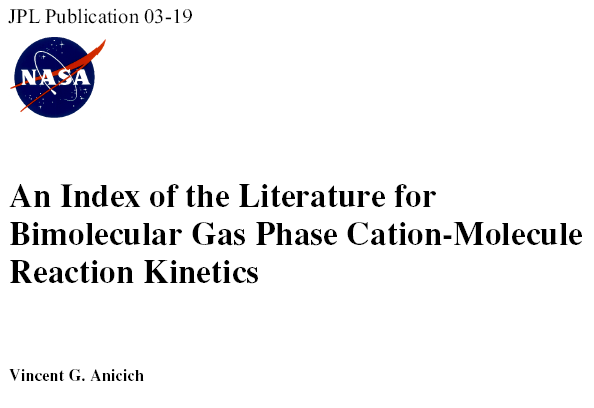 JPL Publication 03-19
NASA
An Index of the Literature for
Bimolecular Gas Phase Cation-Molecule
Reaction Kinetics
Vincent G. Anicich